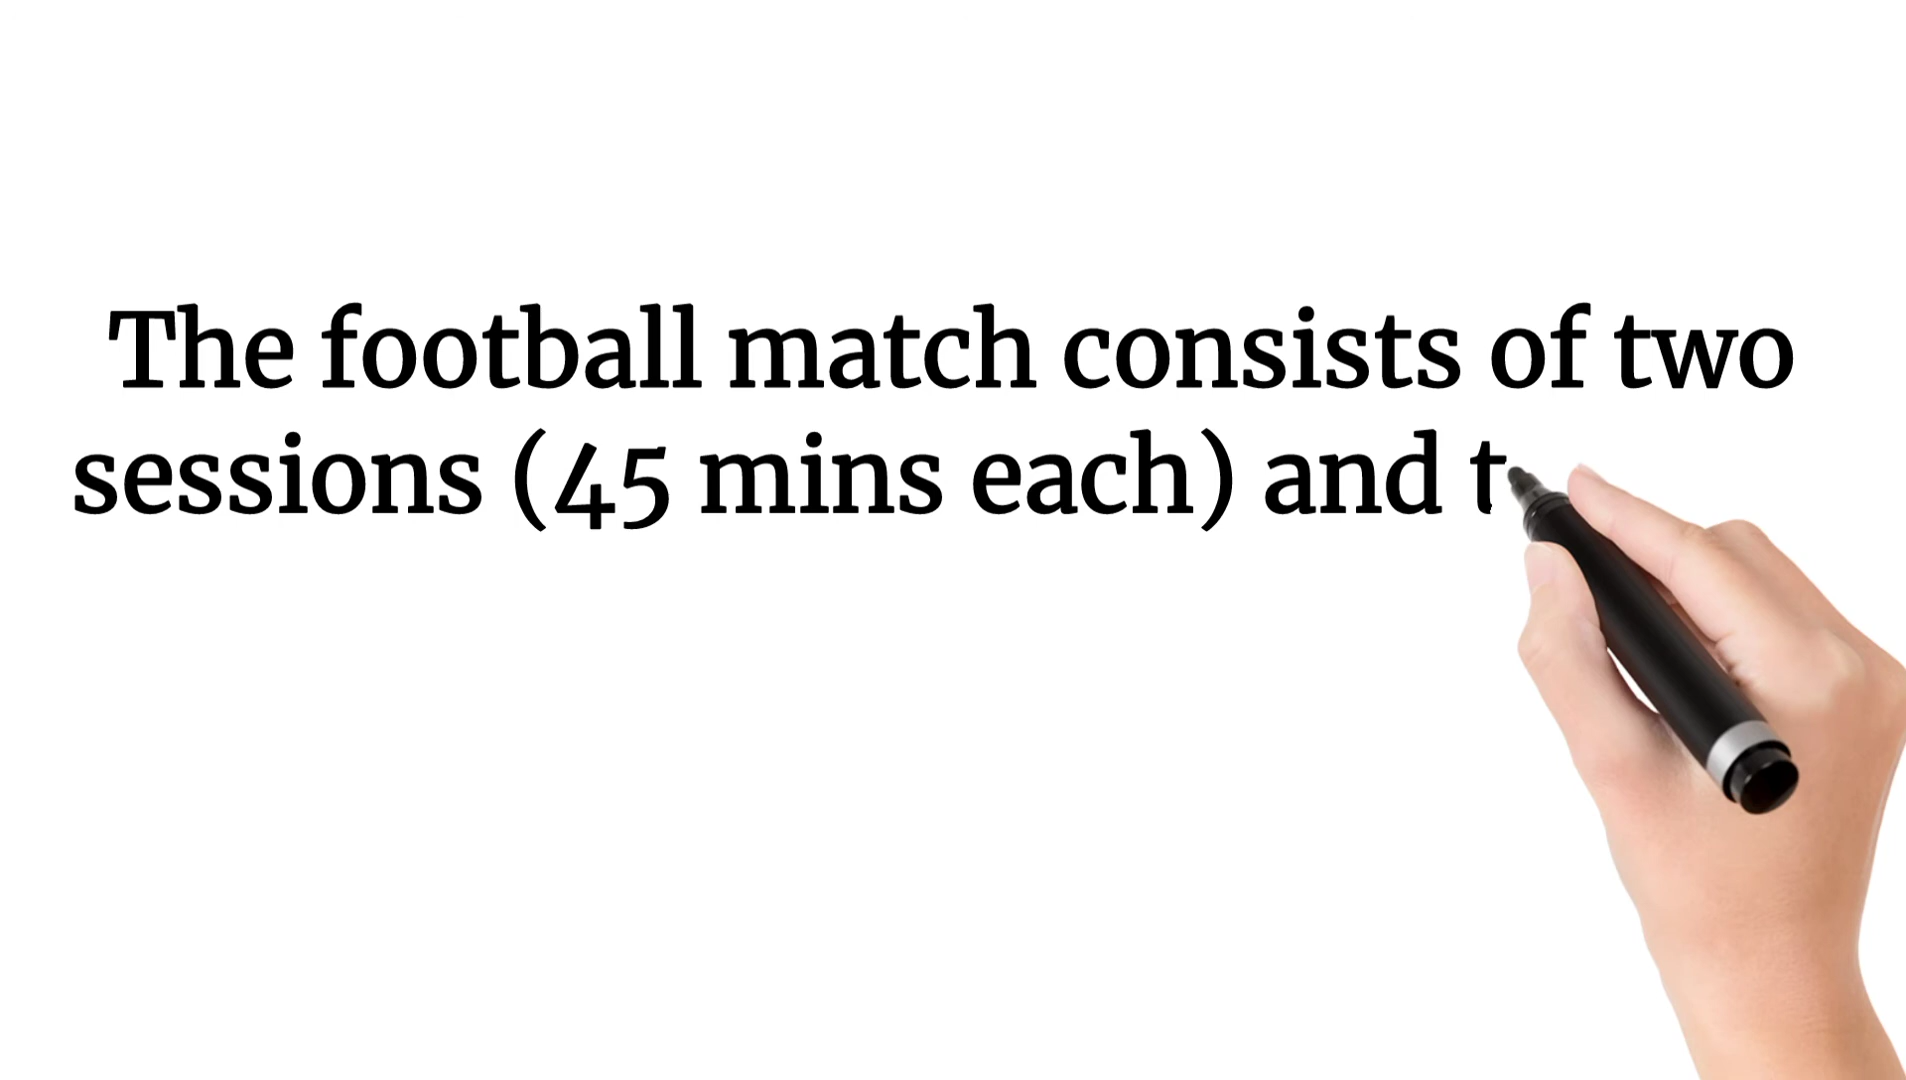 The football match consists of two
sessions (45 mins each) and t